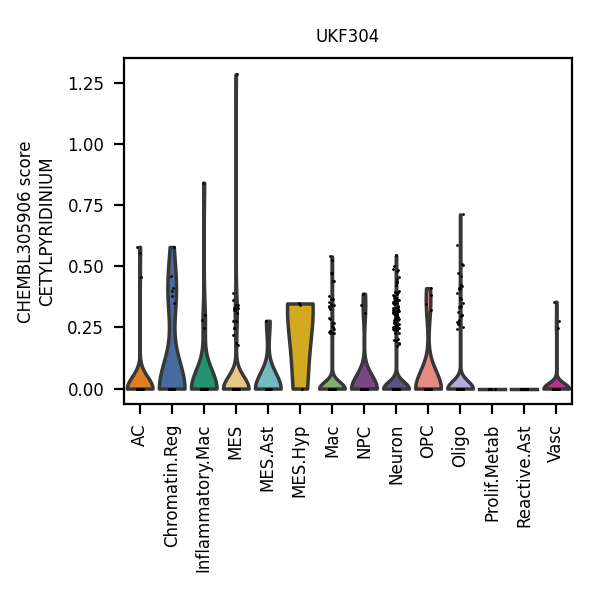 UKF304
CHEMBL305906 score
CETYLPYRIDINIUM
1.25
1.00
0.75
0.50
0.25
0.00
AC
Chromatin.Reg
Inflammatory.Mac
MES
MES.Ast
MES.Hyp
Mac
NPC
Neuron
OPC
Oligo
Prolif.Metab
Reactive.Ast
Vasc